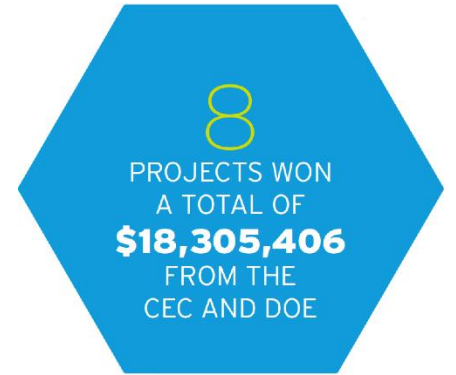 8
PROJECTS WON
A TOTAL OF
$18,305,406
FROM THE
CEC AND DOE